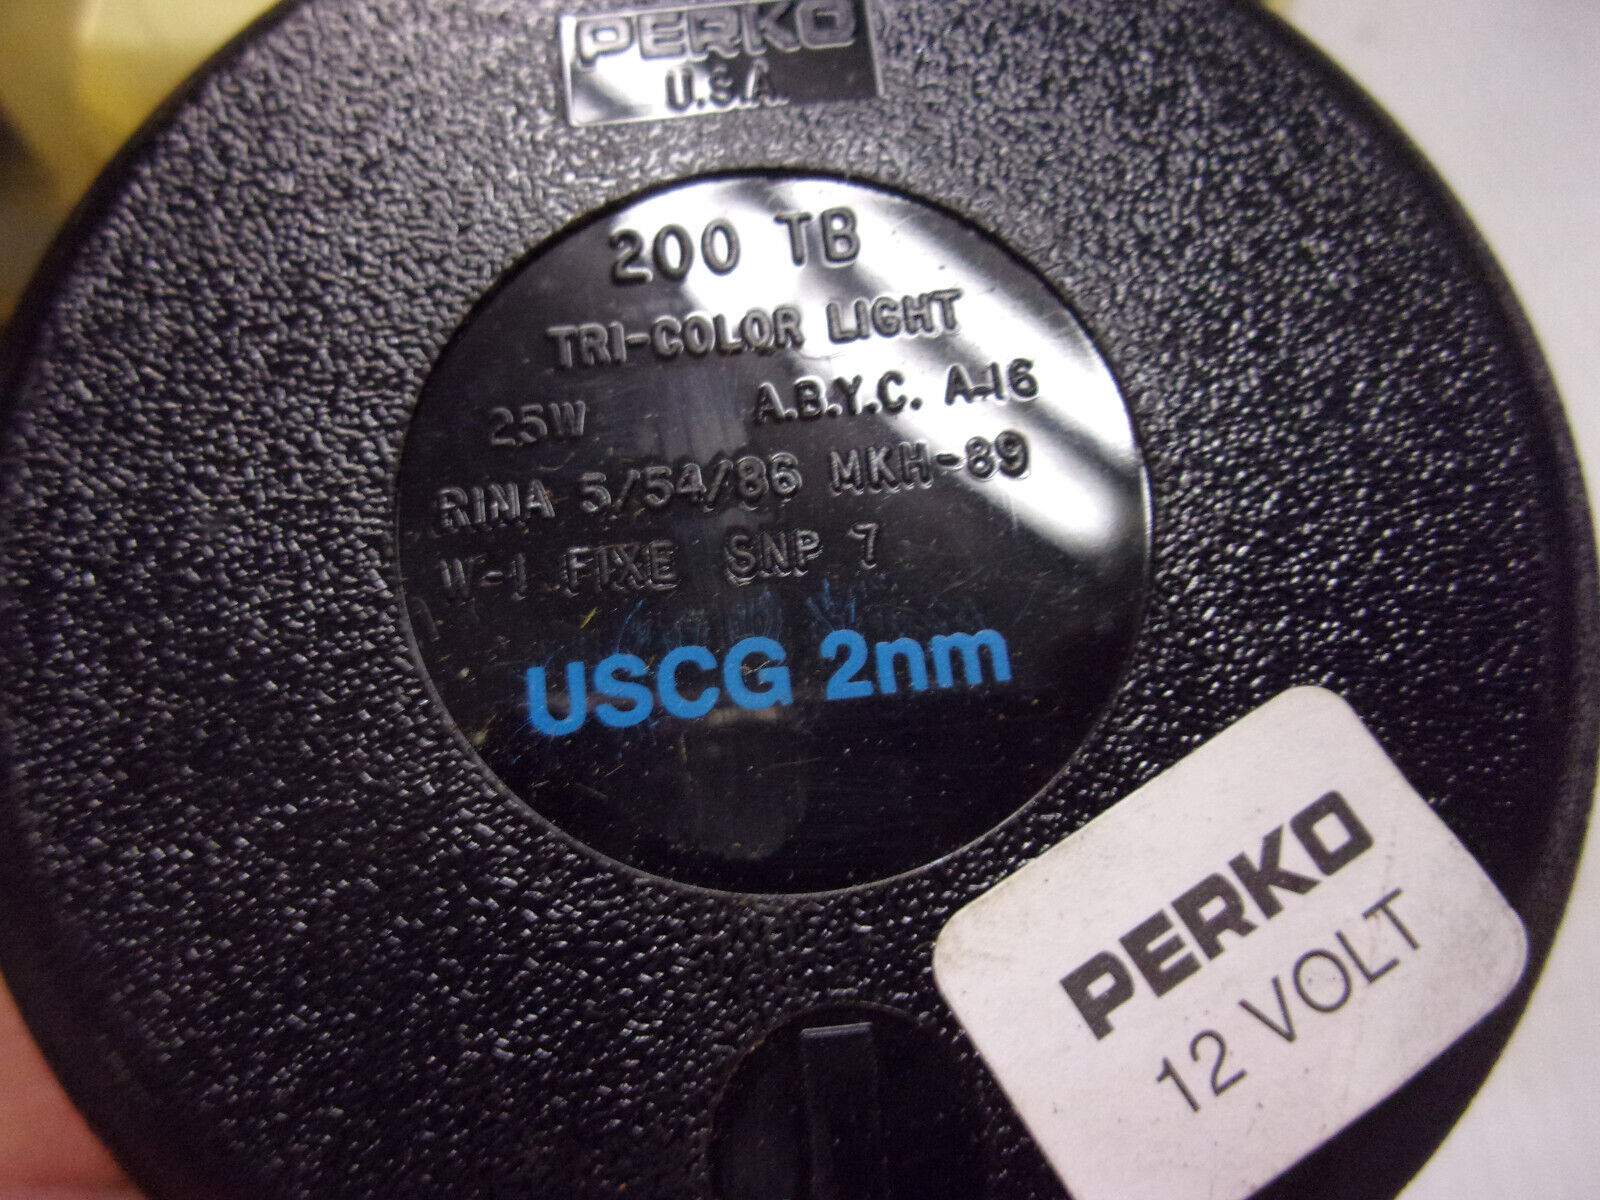 PERKO
U.S.A.
200 TB
TRI-COLOR LIGHT
25W A.B.Y.C. A-16
RINA 5/54/86 MKH-89
W-1 FIXE SNP 7
USCG 2nm
PERKO
12 VOLT